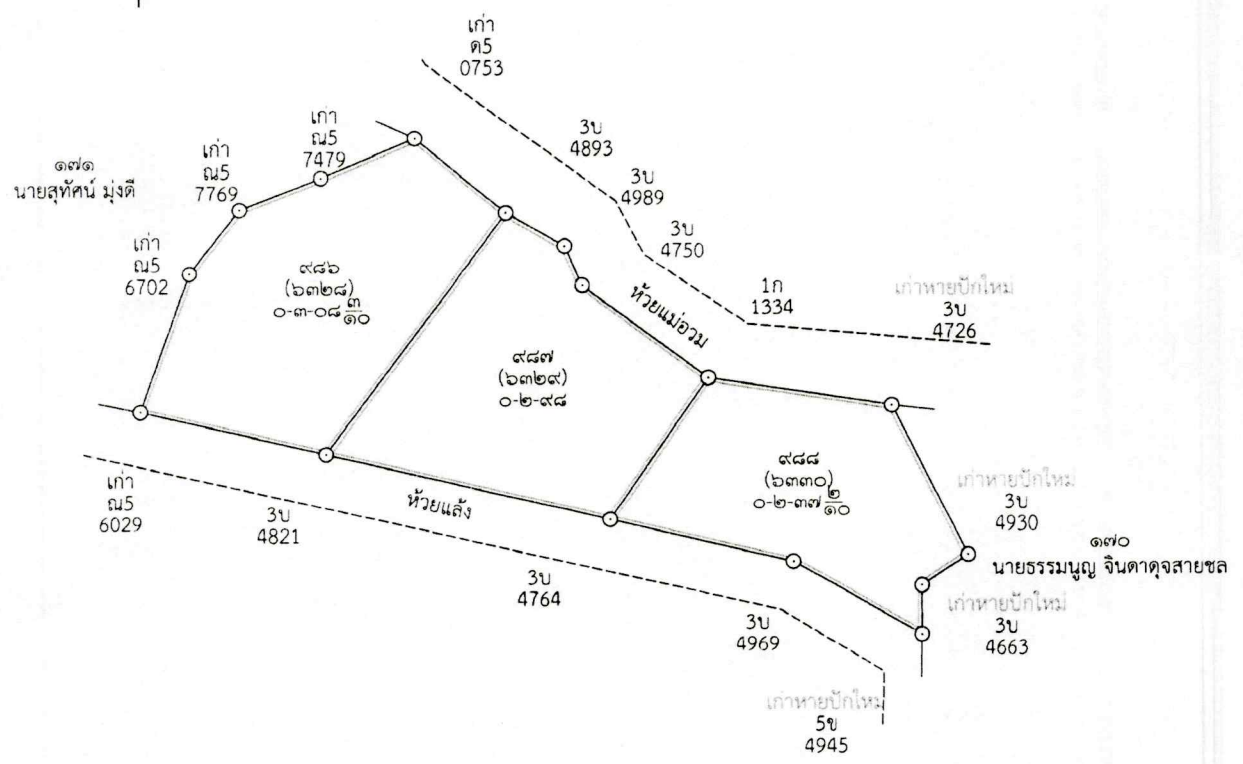 เก่า
ด5
0753
3บ
4893
3บ
4989
3บ
4750
1ก
1334
เก่าหายปักใหม่
3บ
4726
เก่า
ณ5
7479
เก่า
ณ5
7769
๑๗๑
นายสุทัศน์ มุ่งดี
เก่า
ณ5
6702
๙๘๖
(๖๓๒๘)
๐-๓-๐๘ ๓/๑๐
ห้วยแม่อวม
๙๘๗
(๖๓๒๙)
๐-๒-๙๘
๙๘๘
(๖๓๓๐)
๐-๒-๓๗ ๒/๑๐
เก่าหายปักใหม่
3บ
4930
๑๗๐
นายธรรมนูญ จินดาดุจสายชล
เก่า
ณ5
6029
3บ
4821
ห้วยแล้ง
3บ
4764
3บ
4969
เก่าหายปักใหม่
3บ
4663
เก่าหายปักใหม่
5ข
4945